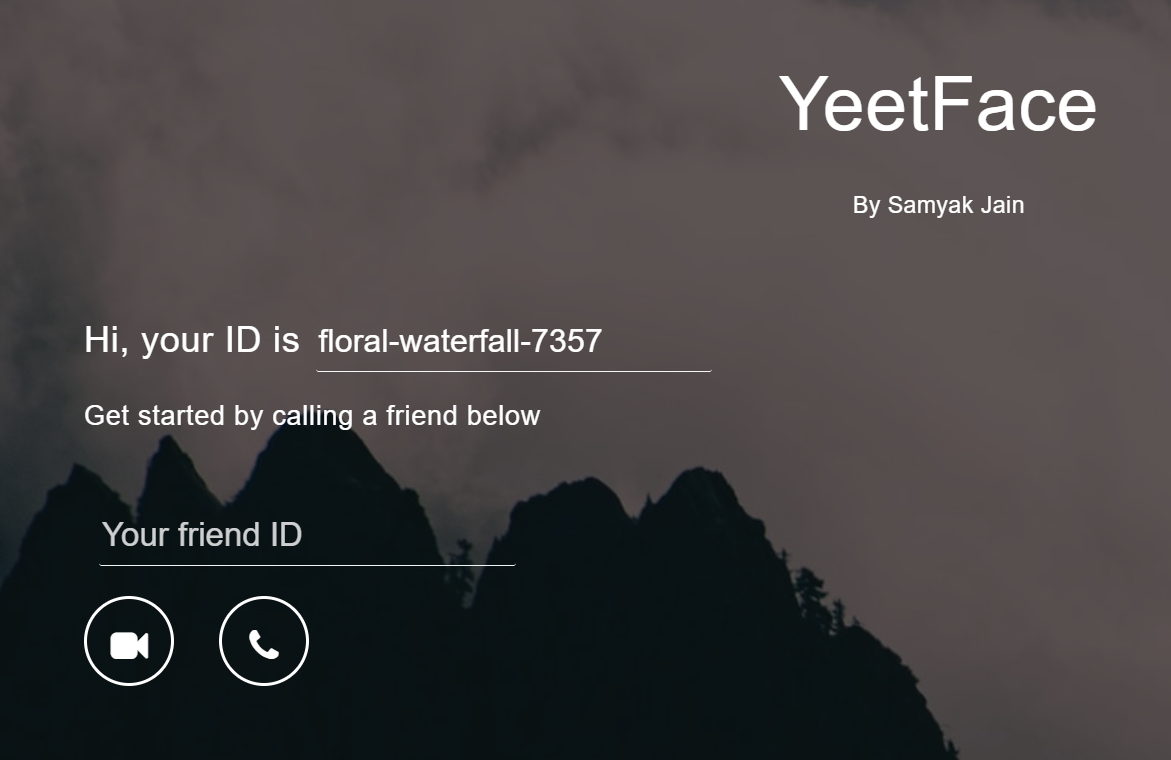 YeetFace
By Samyak Jain
Hi, your ID is floral-waterfall-7357
Get started by calling a friend below
Your friend ID